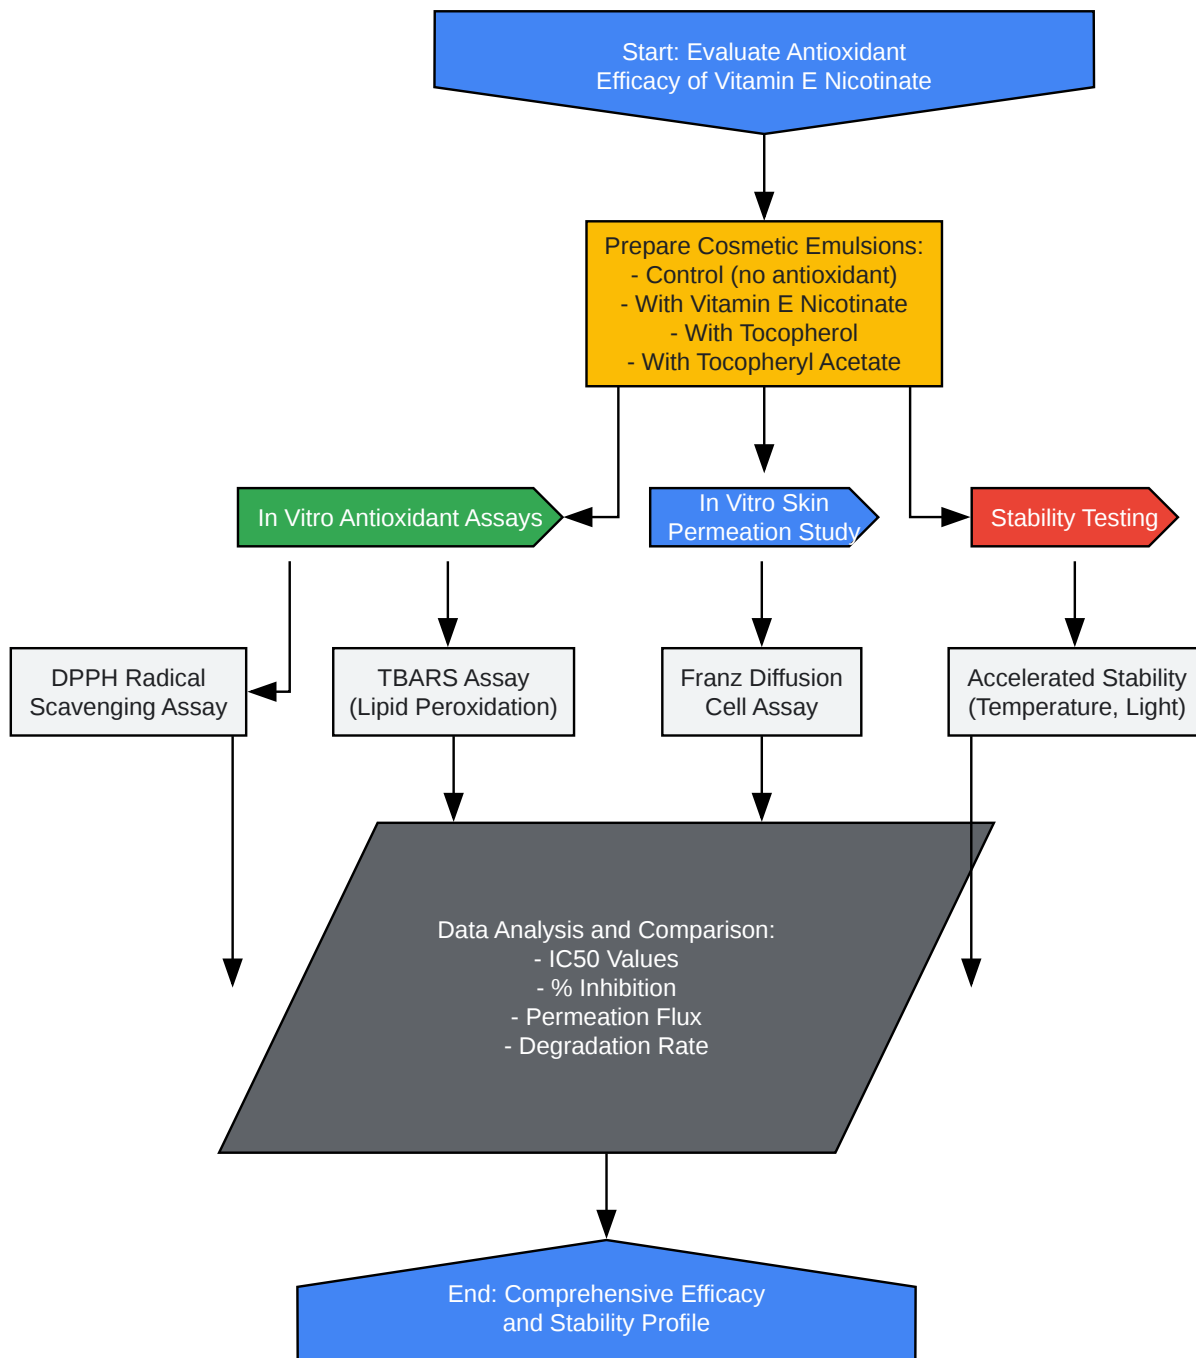 Start: Evaluate Antioxidant
Efficacy of Vitamin E Nicotinate
Prepare Cosmetic Emulsions:
- Control (no antioxidant)
- With Vitamin E Nicotinate
- With Tocopherol
- With Tocopheryl Acetate
In Vitro Antioxidant Assays
In Vitro Skin
Permeation Study
Stability Testing
DPPH Radical
Scavenging Assay
TBARS Assay
(Lipid Peroxidation)
Franz Diffusion
Cell Assay
Accelerated Stability
(Temperature, Light)
Data Analysis and Comparison:
- IC50 Values
- % Inhibition
- Permeation Flux
- Degradation Rate
End: Comprehensive Efficacy
and Stability Profile